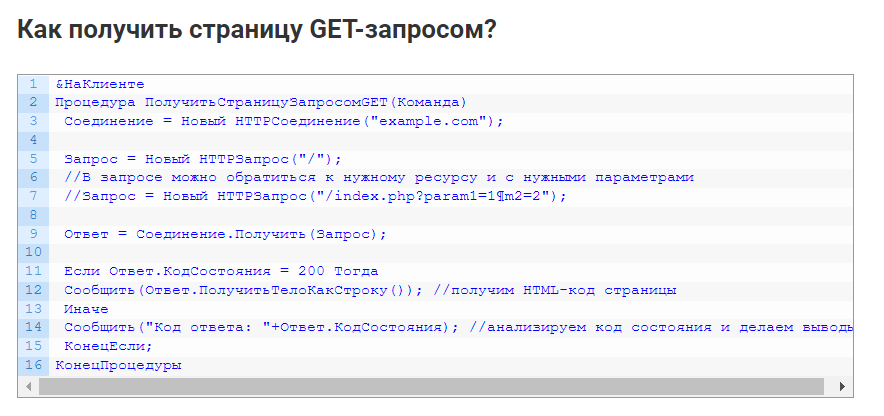 Как получить страницу GET-запросом?
1 &НаКлиенте
2 Процедура ПолучитьСтраницуЗапросомGET(Команда)
3 Соединение = Новый HTTPСоединение("example.com");
4
5 Запрос = Новый HTTPЗапрос("/");
6 //В запросе можно обратиться к нужному ресурсу и с нужными параметрами
7 //Запрос = Новый HTTPЗапрос("/index.php?param1=1¶m2=2");
8
9 Ответ = Соединение.Получить(Запрос);
10
11 Если Ответ.КодСостояния = 200 Тогда
12 Сообщить(Ответ.ПолучитьТелоКакСтроку()); //получим HTML-код страницы
13 Иначе
14 Сообщить("Код ответа: "+Ответ.КодСостояния); //анализируем код состояния и делаем выводы
15 КонецЕсли;
16 КонецПроцедуры